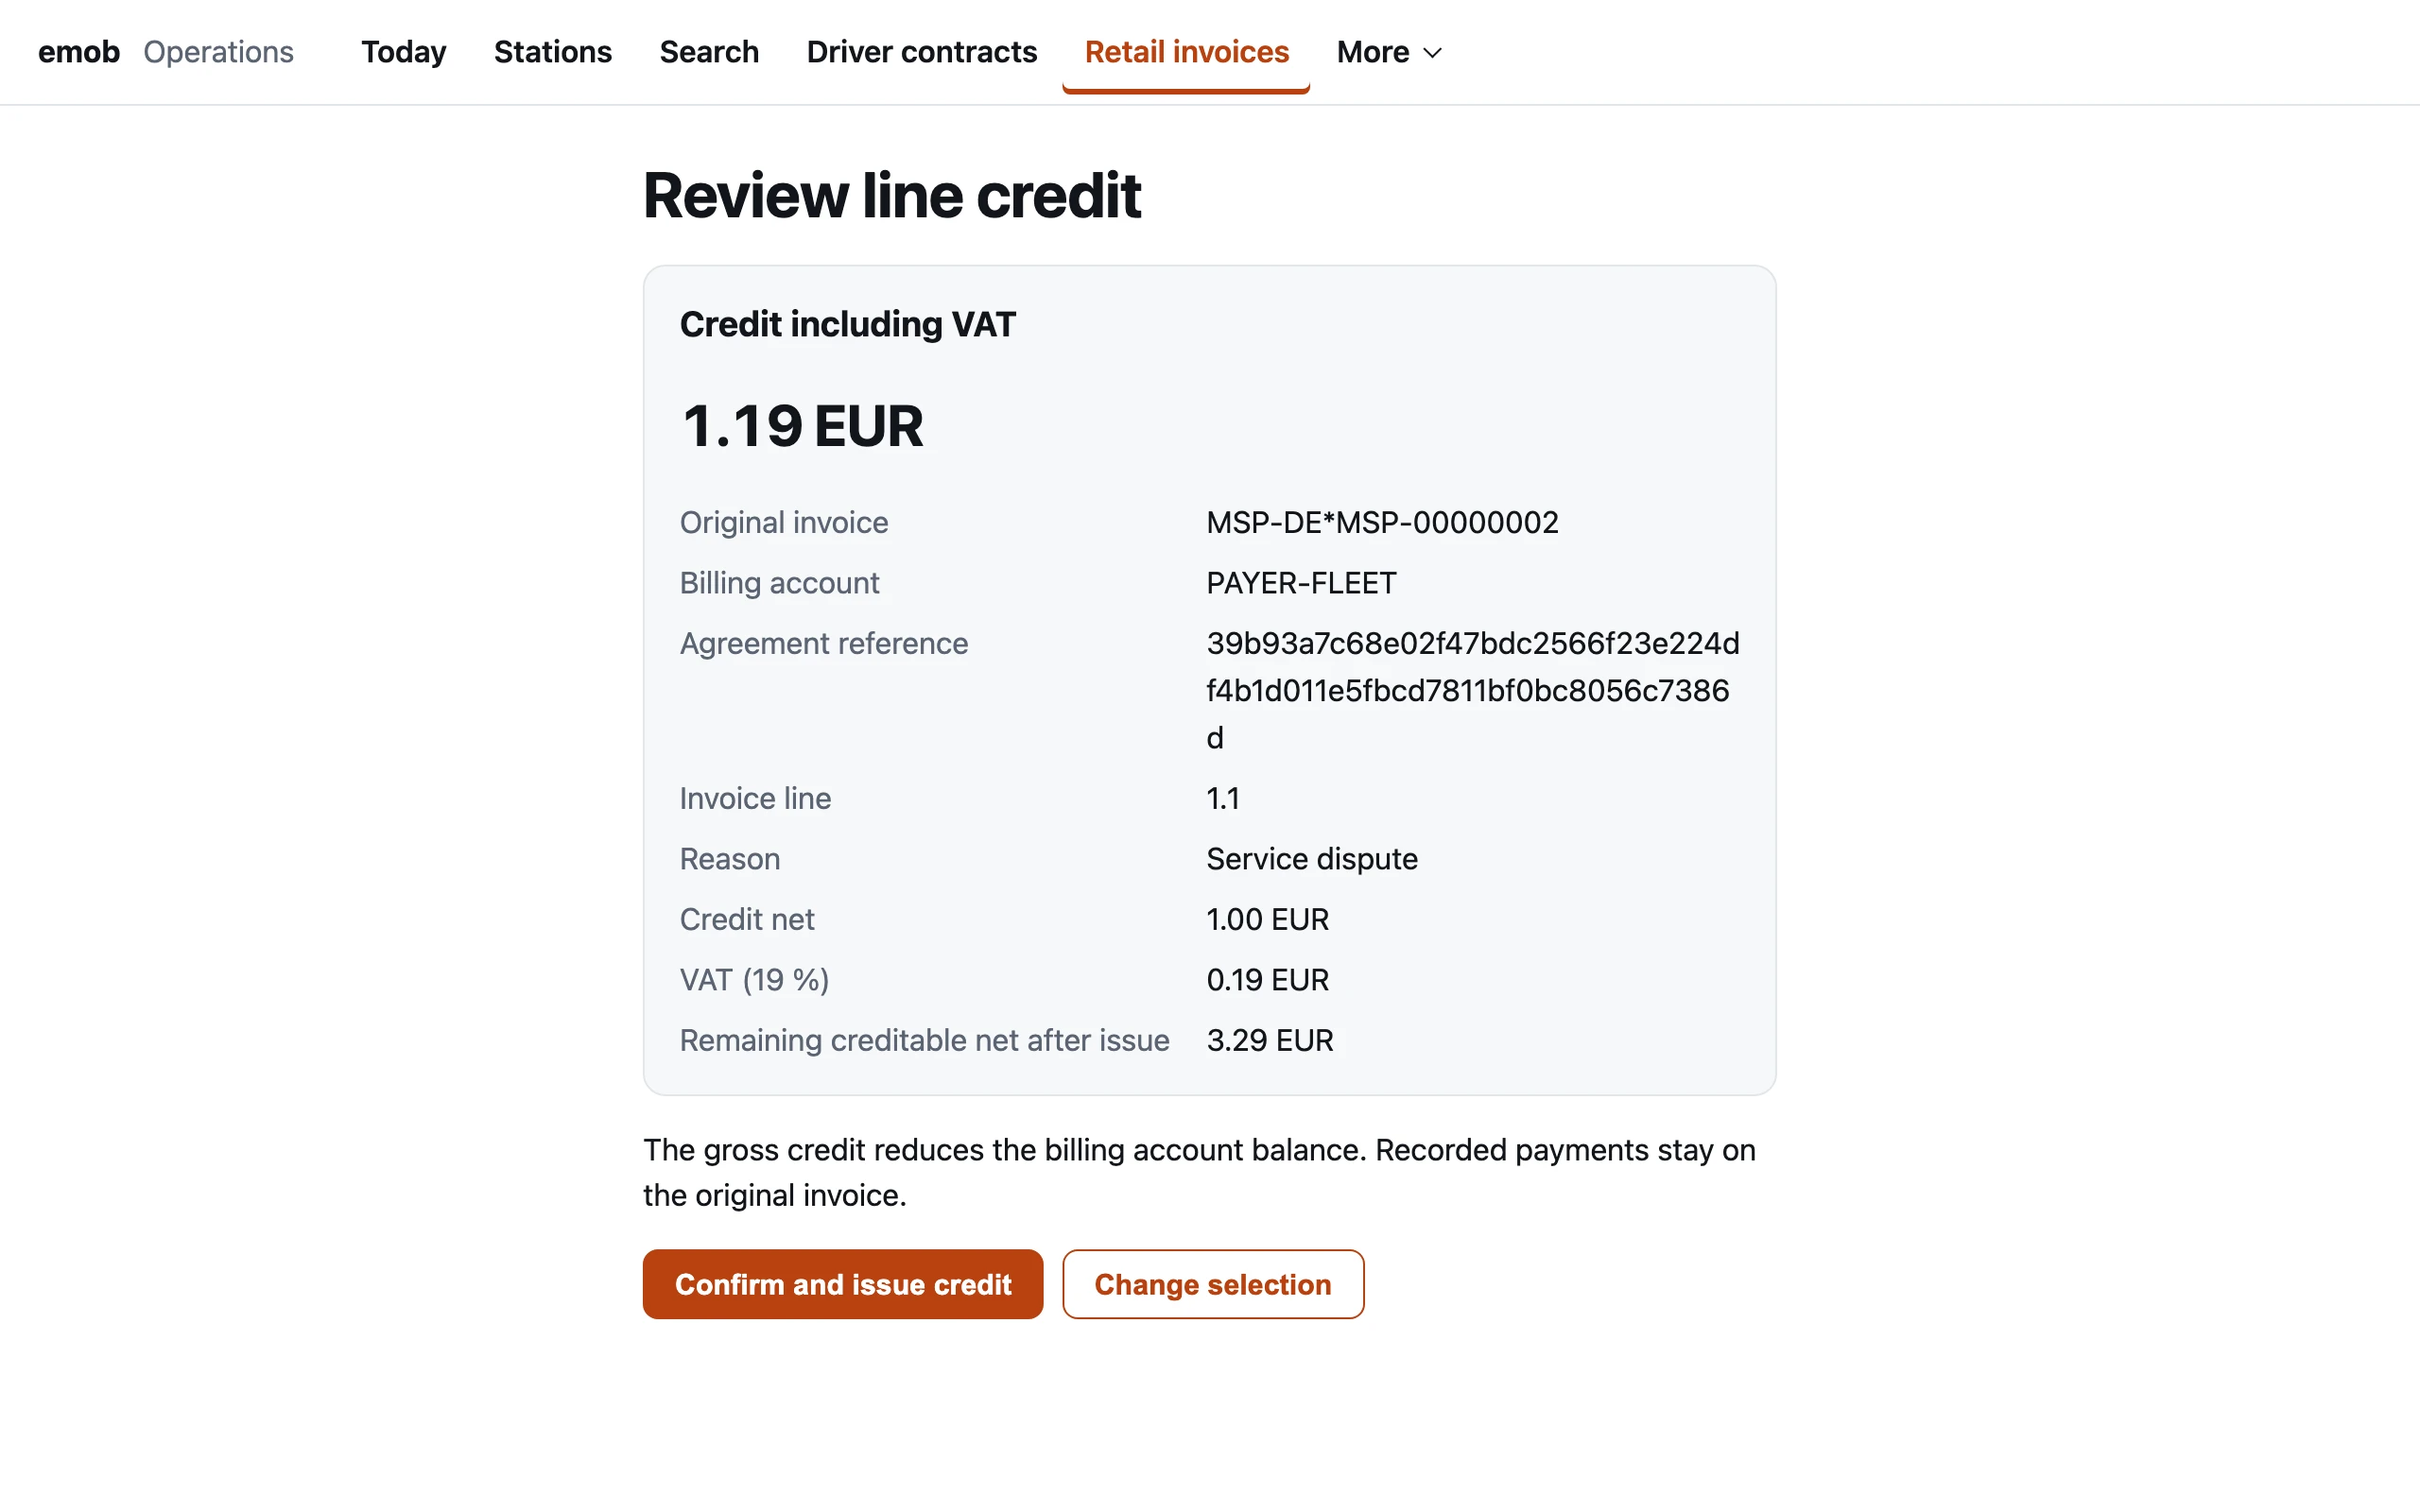 emob Operations Today Stations Search Driver contracts Retail invoices More
Review line credit
Credit including VAT
1.19 EUR
Original invoice MSP-DE*MSP-00000002
Billing account PAYER-FLEET
Agreement reference 39b93a7c68e02f47bdc2566f23e224d
f4b1d011e5fbcd7811bf0bc8056c7386
d
Invoice line 1.1
Reason Service dispute
Credit net 1.00 EUR
VAT (19 %) 0.19 EUR
Remaining creditable net after issue 3.29 EUR
The gross credit reduces the billing account balance. Recorded payments stay on
the original invoice.
Confirm and issue credit Change selection